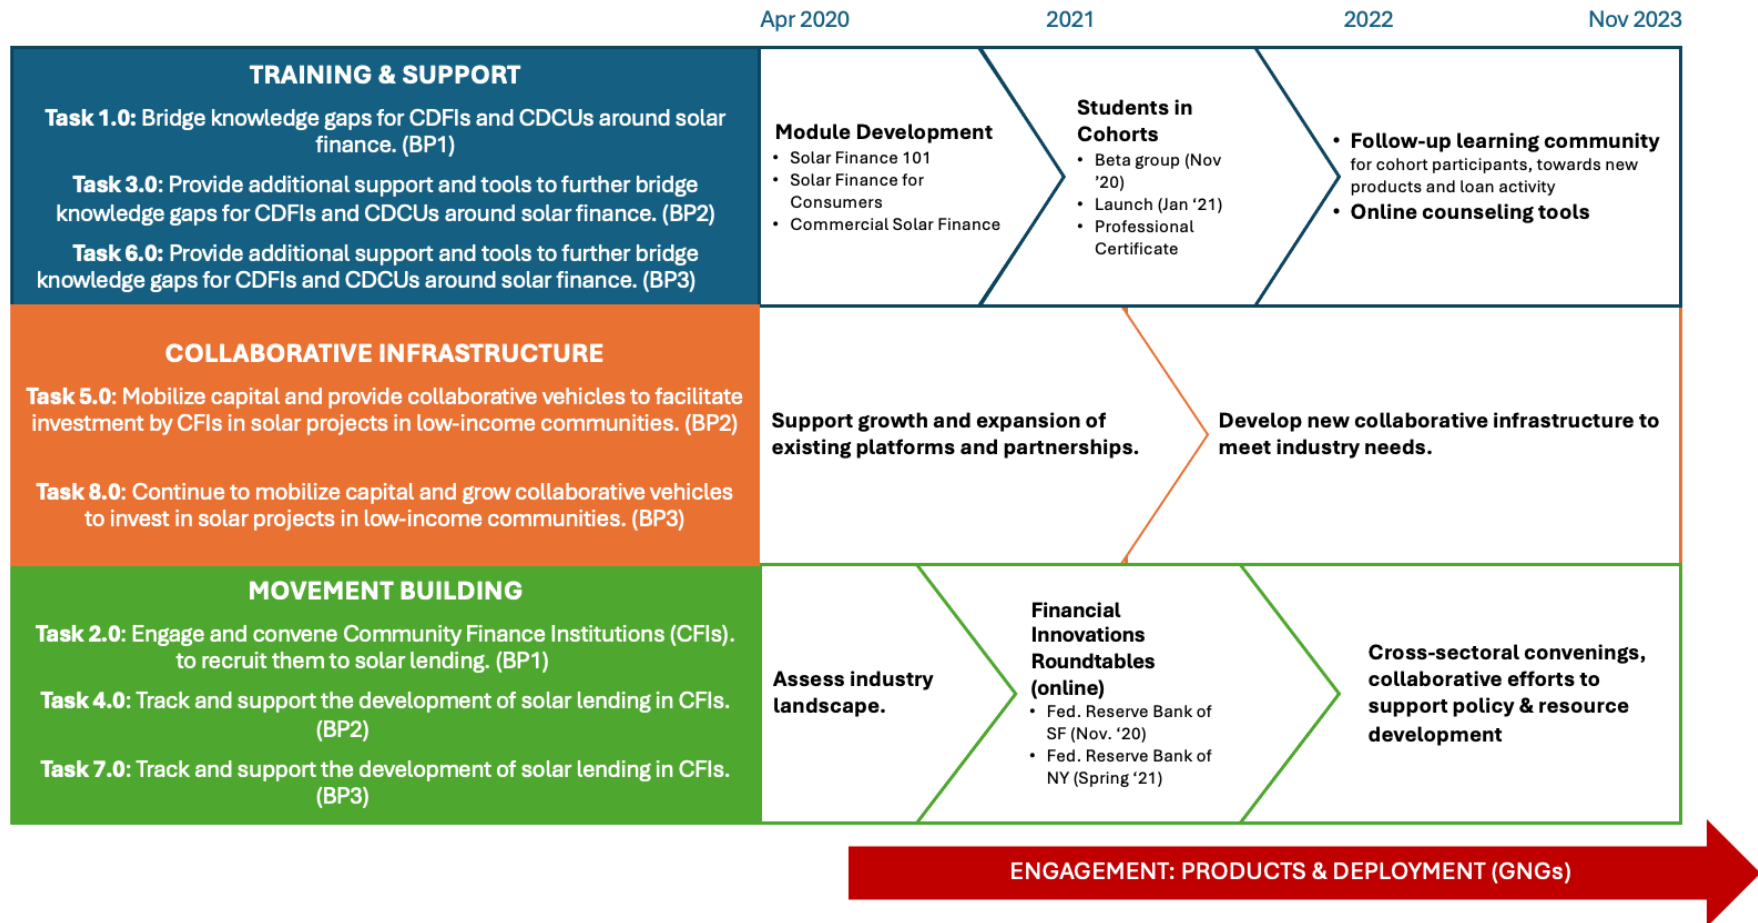 Apr 2020 2021 2022 Nov 2023
TRAINING & SUPPORT
Task 1.0: Bridge knowledge gaps for CDFIs and CDCUs around solar
finance. (BP1)
Task 3.0: Provide additional support and tools to further bridge
knowledge gaps for CDFIs and CDCUs around solar finance. (BP2)
Task 6.0: Provide additional support and tools to further bridge
knowledge gaps for CDFIs and CDCUs around solar finance. (BP3)
Module Development
• Solar Finance 101
• Solar Finance for
Consumers
• Commercial Solar Finance
Students in
Cohorts
• Beta group (Nov
’20)
• Launch (Jan ‘21)
• Professional
Certificate
• Follow-up learning community
for cohort participants, towards new
products and loan activity
• Online counseling tools
COLLABORATIVE INFRASTRUCTURE
Task 5.0: Mobilize capital and provide collaborative vehicles to facilitate
investment by CFIs in solar projects in low-income communities. (BP2)
Task 8.0: Continue to mobilize capital and grow collaborative vehicles
to invest in solar projects in low-income communities. (BP3)
Support growth and expansion of
existing platforms and partnerships.
Develop new collaborative infrastructure to
meet industry needs.
MOVEMENT BUILDING
Task 2.0: Engage and convene Community Finance Institutions (CFIs).
to recruit them to solar lending. (BP1)
Task 4.0: Track and support the development of solar lending in CFIs.
(BP2)
Task 7.0: Track and support the development of solar lending in CFIs.
(BP3)
Assess industry
landscape.
Financial
Innovations
Roundtables
(online)
• Fed. Reserve Bank of
SF (Nov. ‘20)
• Fed. Reserve Bank of
NY (Spring ‘21)
Cross-sectoral convenings,
collaborative efforts to
support policy & resource
development
ENGAGEMENT: PRODUCTS & DEPLOYMENT (GNGs)